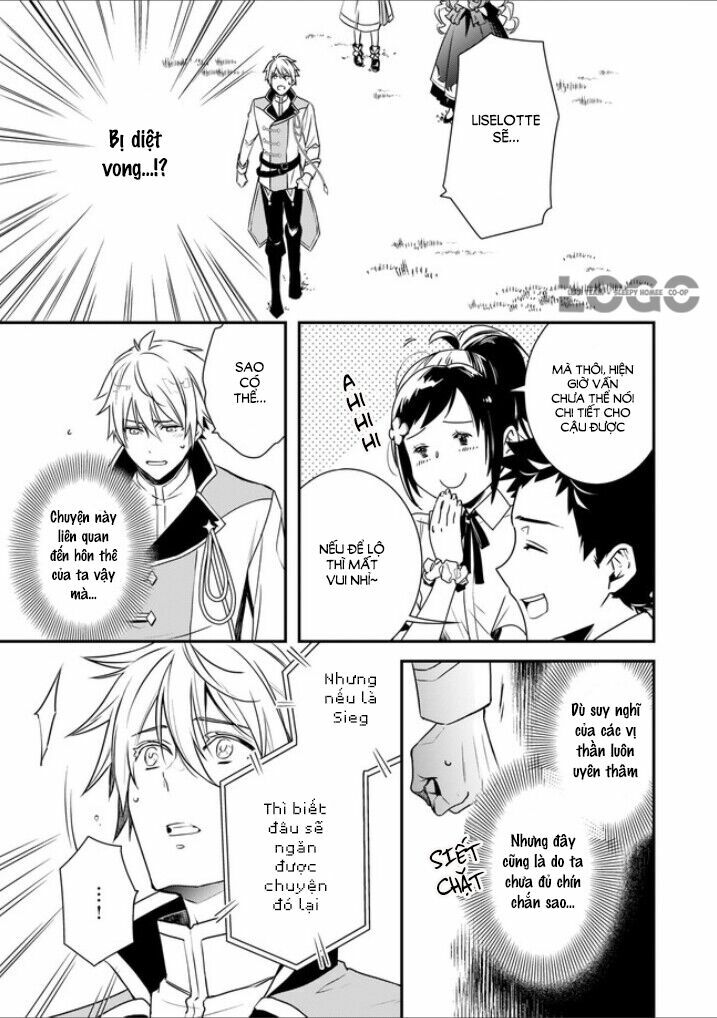 LISELOTTE
SẼ...
Bị diệt
vong...!?
LOGO
SLEEPY HOMEE CO-OP
MÀ THÔI, HIỆN
GIỜ VẪN
CHƯA THỂ NÓI
CHI TIẾT CHO
CẬU ĐƯỢC
A
HI
HI
HI
NẾU ĐỂ LỘ
THÌ MẤT
VUI NHỈ~
SAO
CÓ
THỂ...
Chuyện này
liên quan
đến hôn thê
của ta vậy
mà...
Dù suy nghĩ
của các vị
thần luôn
uyên thâm
Nhưng đây
cũng là do ta
chưa đủ chín
chắn sao...
SIẾT
CHẶT
Nhưng
nếu là
Sieg
Thì biết
đâu sẽ
ngăn
được
chuyện
đó lại
...!